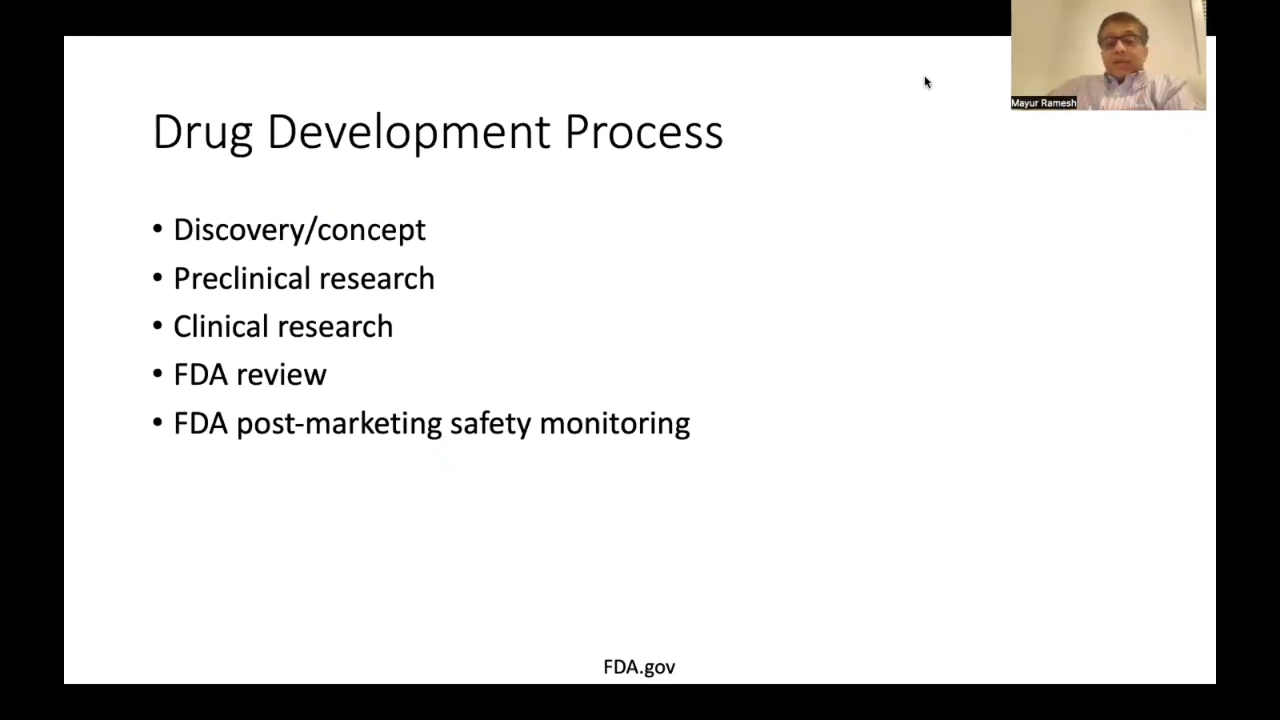 Mayur Ramesh
Drug Development Process
• Discovery/concept
• Preclinical research
• Clinical research
• FDA review
• FDA post-marketing safety monitoring
FDA.gov